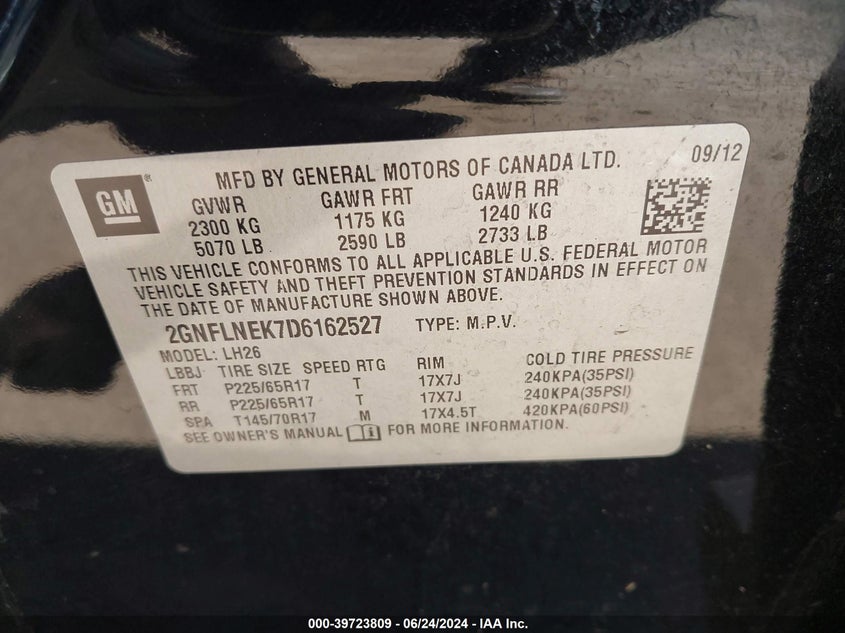 GM ®
MFD BY GENERAL MOTORS OF CANADA LTD. 09/12
GVWR GAWR FRT GAWR RR
2300 KG 1175 KG 1240 KG
5070 LB 2590 LB 2733 LB
THIS VEHICLE CONFORMS TO ALL APPLICABLE U.S. FEDERAL MOTOR
VEHICLE SAFETY AND THEFT PREVENTION STANDARDS IN EFFECT ON
THE DATE OF MANUFACTURE SHOWN ABOVE.
2GNFLNEK7D6162527 TYPE: M.P.V.
MODEL: LH26
LBBJ TIRE SIZE SPEED RTG RIM COLD TIRE PRESSURE
FRT P225/65R17 T 17X7J 240KPA(35PSI)
RR P225/65R17 T 17X7J 240KPA(35PSI)
SPA T145/70R17 M 17X4.5T 420KPA(60PSI)
SEE OWNER'S MANUAL FOR MORE INFORMATION.
000-39723809 - 06/24/2024 - IAA Inc.